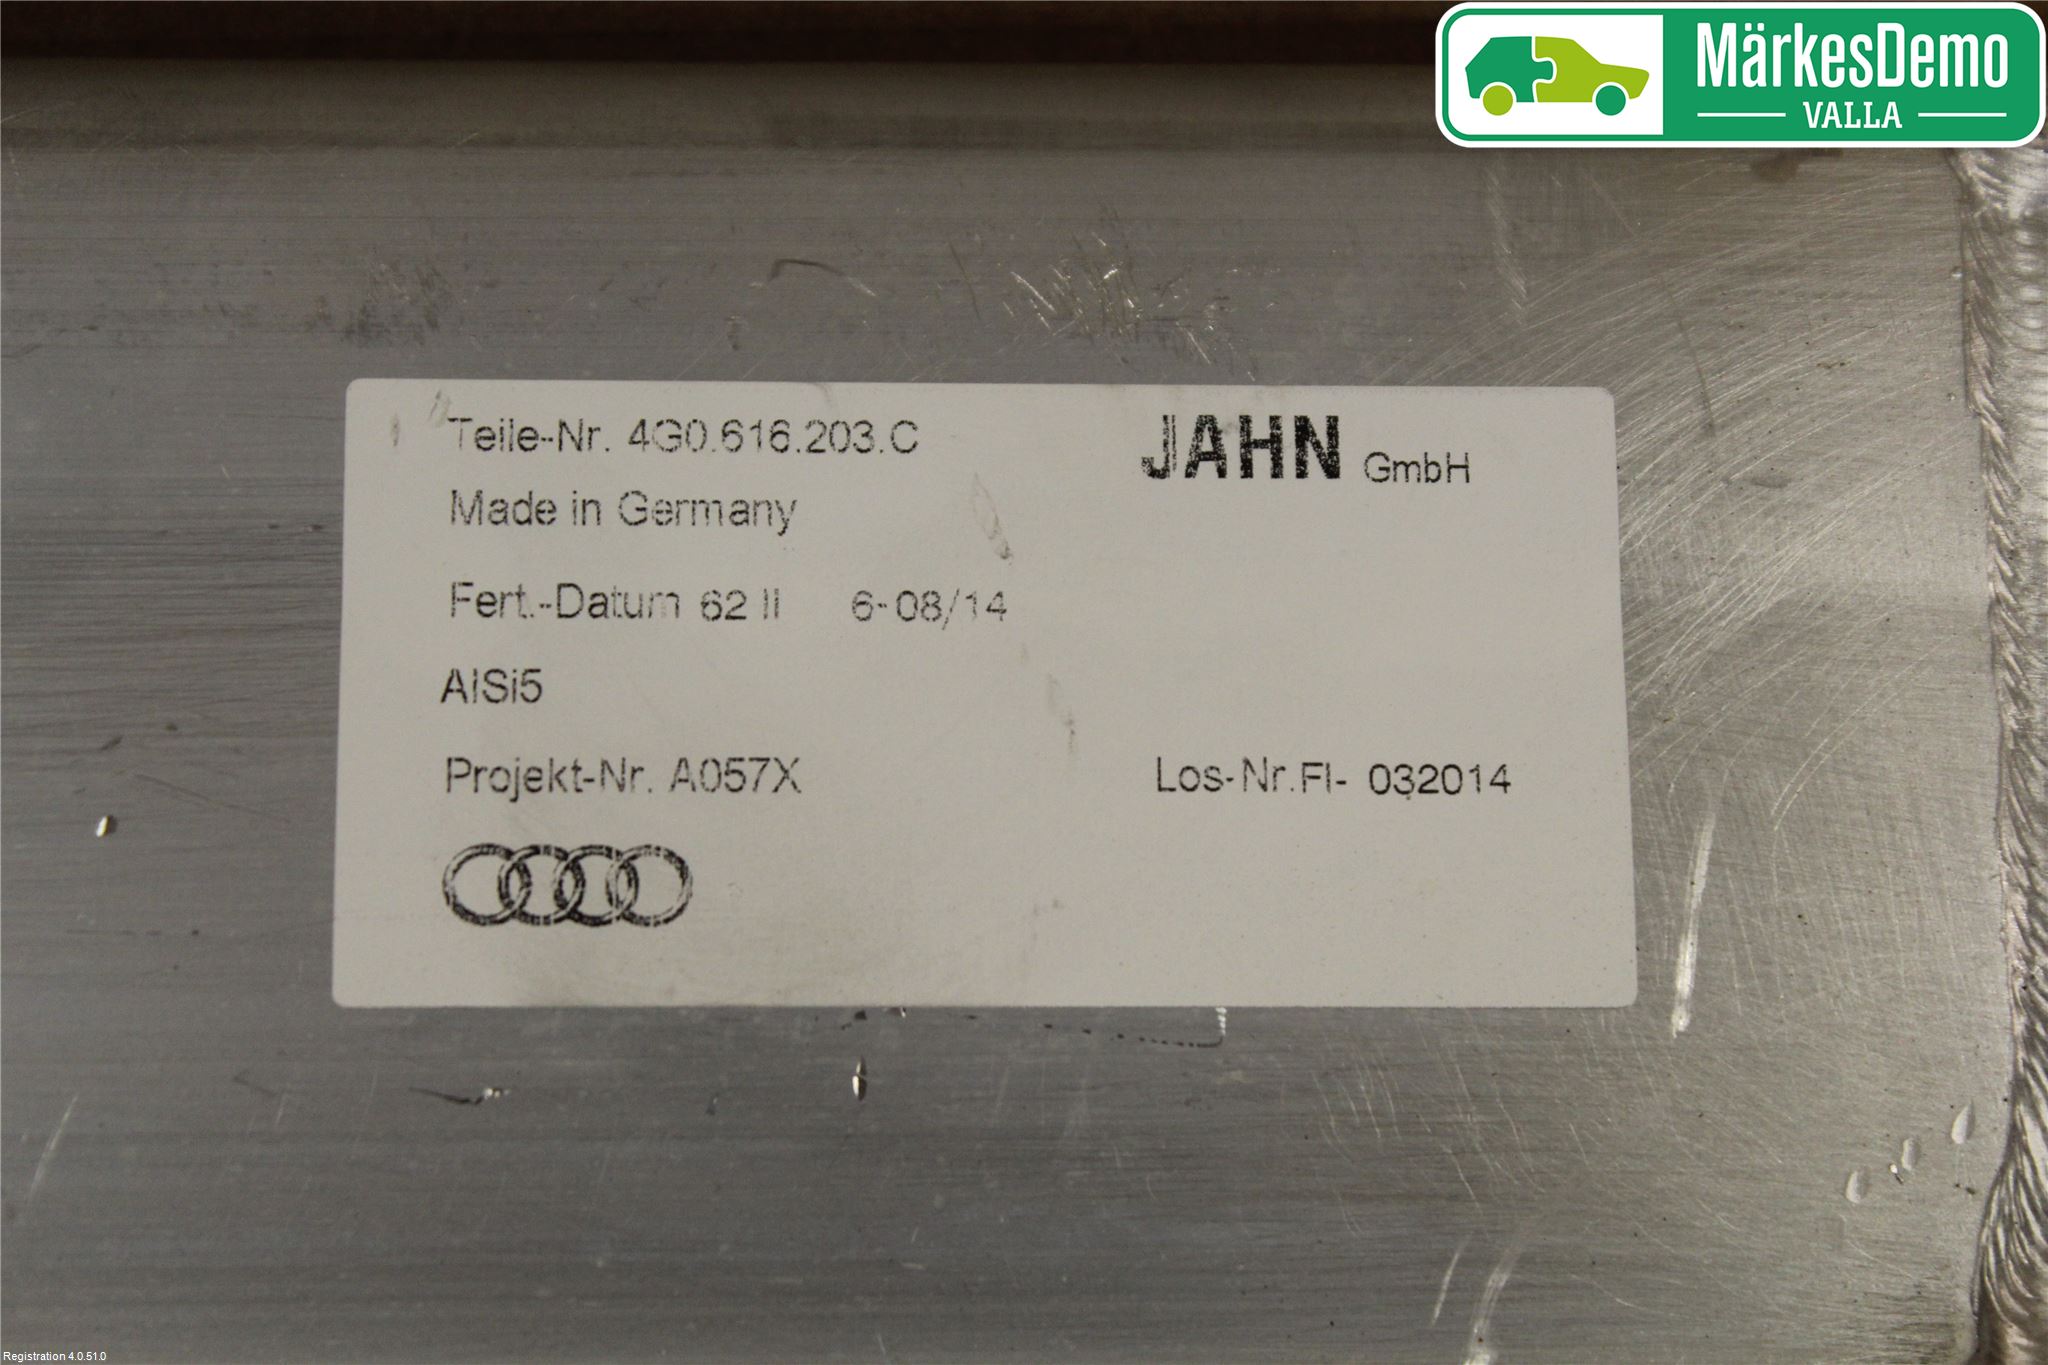 MärkesDemo
VALLA
Teile-Nr. 4G0.616.203.C
JAHN GmbH
Made in Germany
Fert.-Datum 62 II 6-08/14
AlSi5
Projekt-Nr. A057X
Los-Nr.FI- 032014
Registration 4.0.51.0